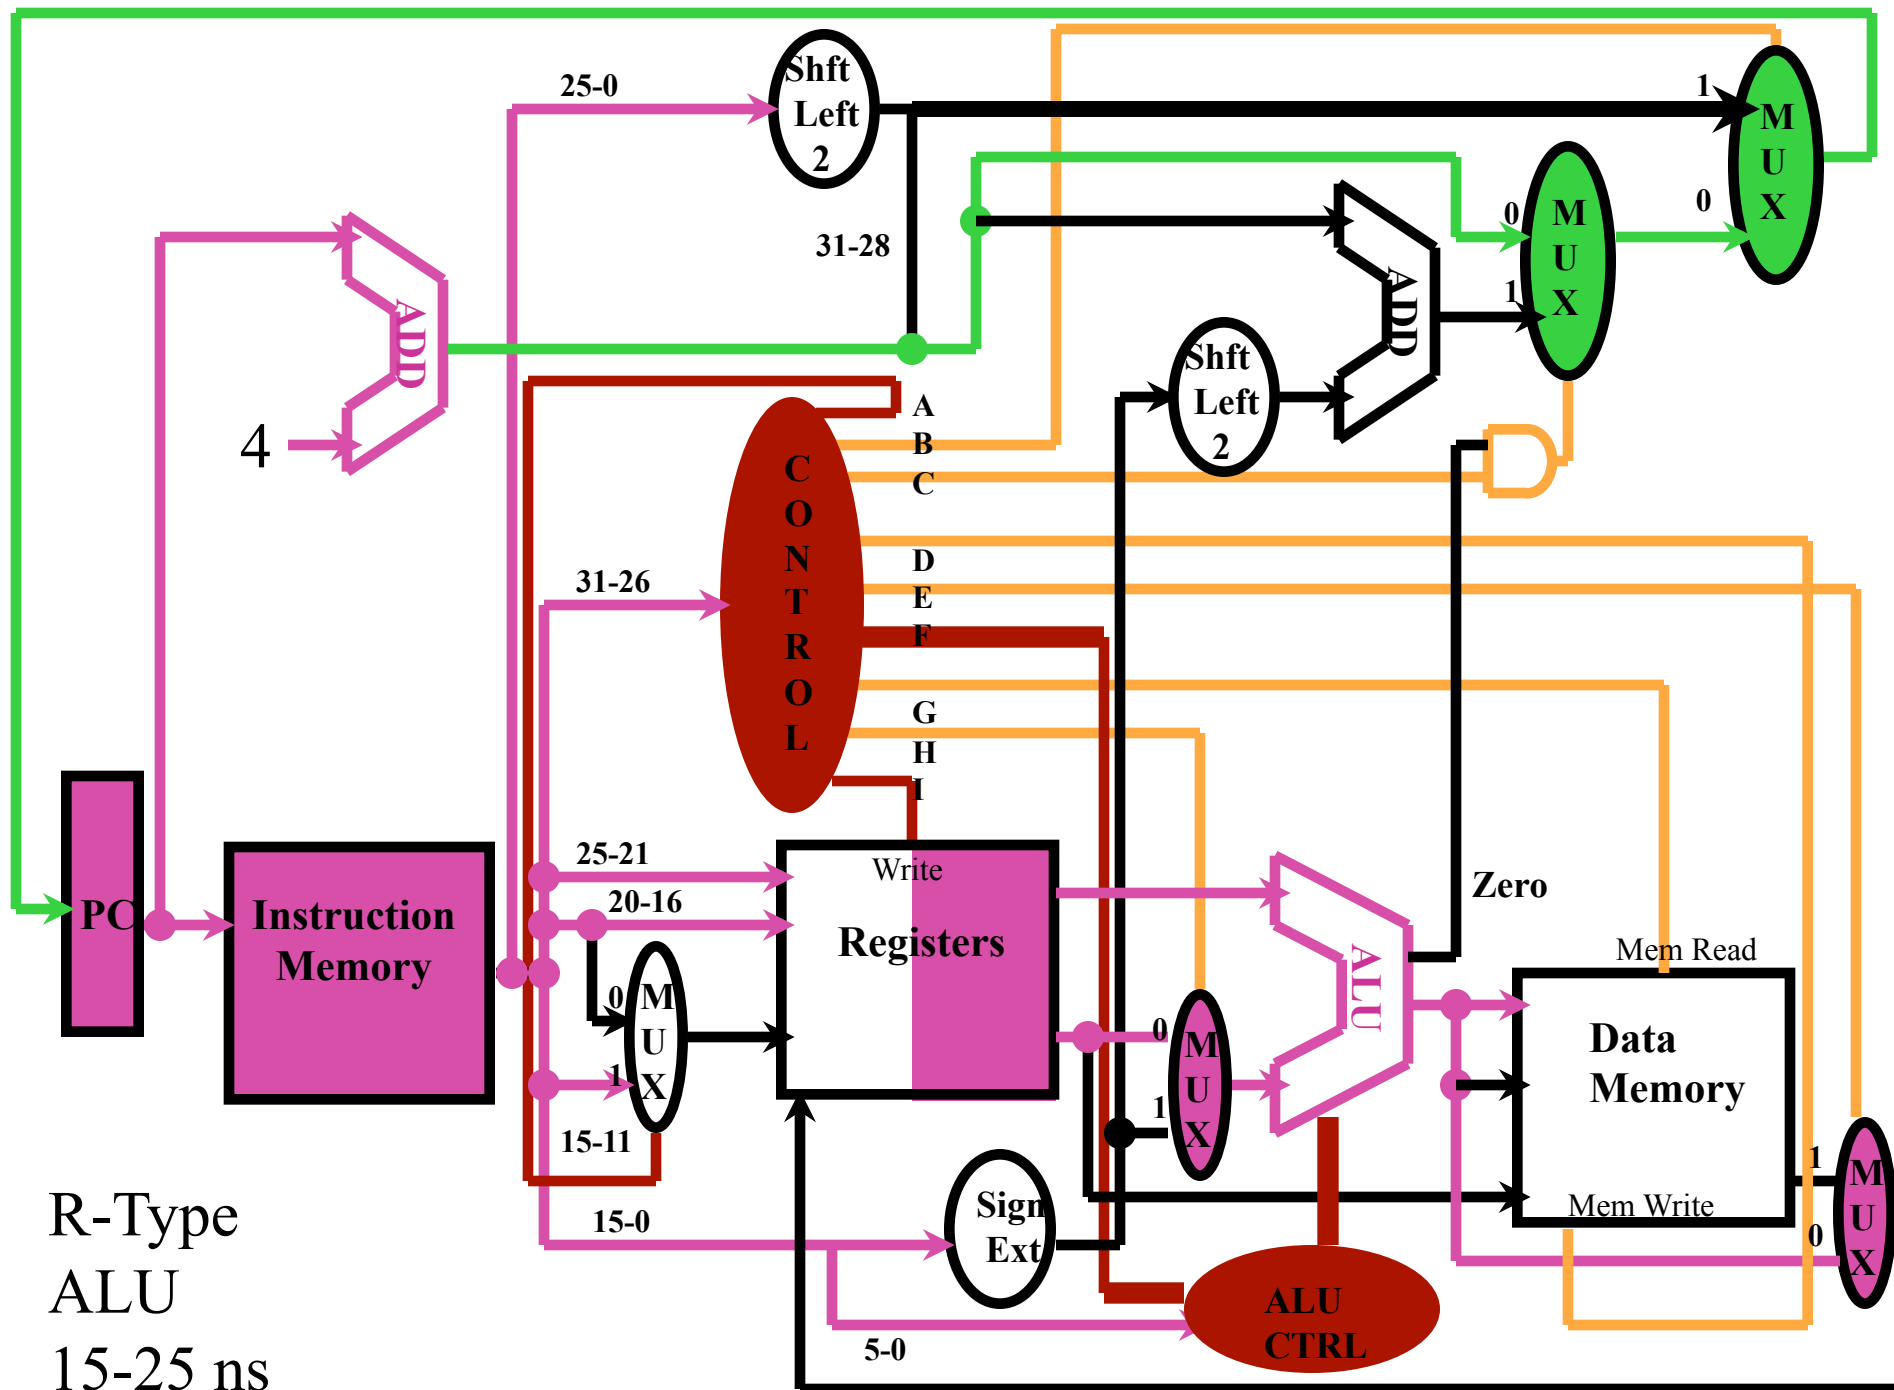 25-0
Shft
Left
2
1
M
U
X
0
31-28
0
M
U
X
1
ADD
ADD
Shft
Left
2
4
A
B
C
CONTROL
D
E
F
31-26
G
H
I
25-21
20-16
Write
Registers
Zero
PC
Instruction
Memory
0
M
U
X
1
15-11
ALU
0
M
U
X
1
Mem Read
Data
Memory
Mem Write
1
M
U
X
0
Sign
Ext
15-0
5-0
ALU
CTRL
R-Type
ALU
15-25 ns